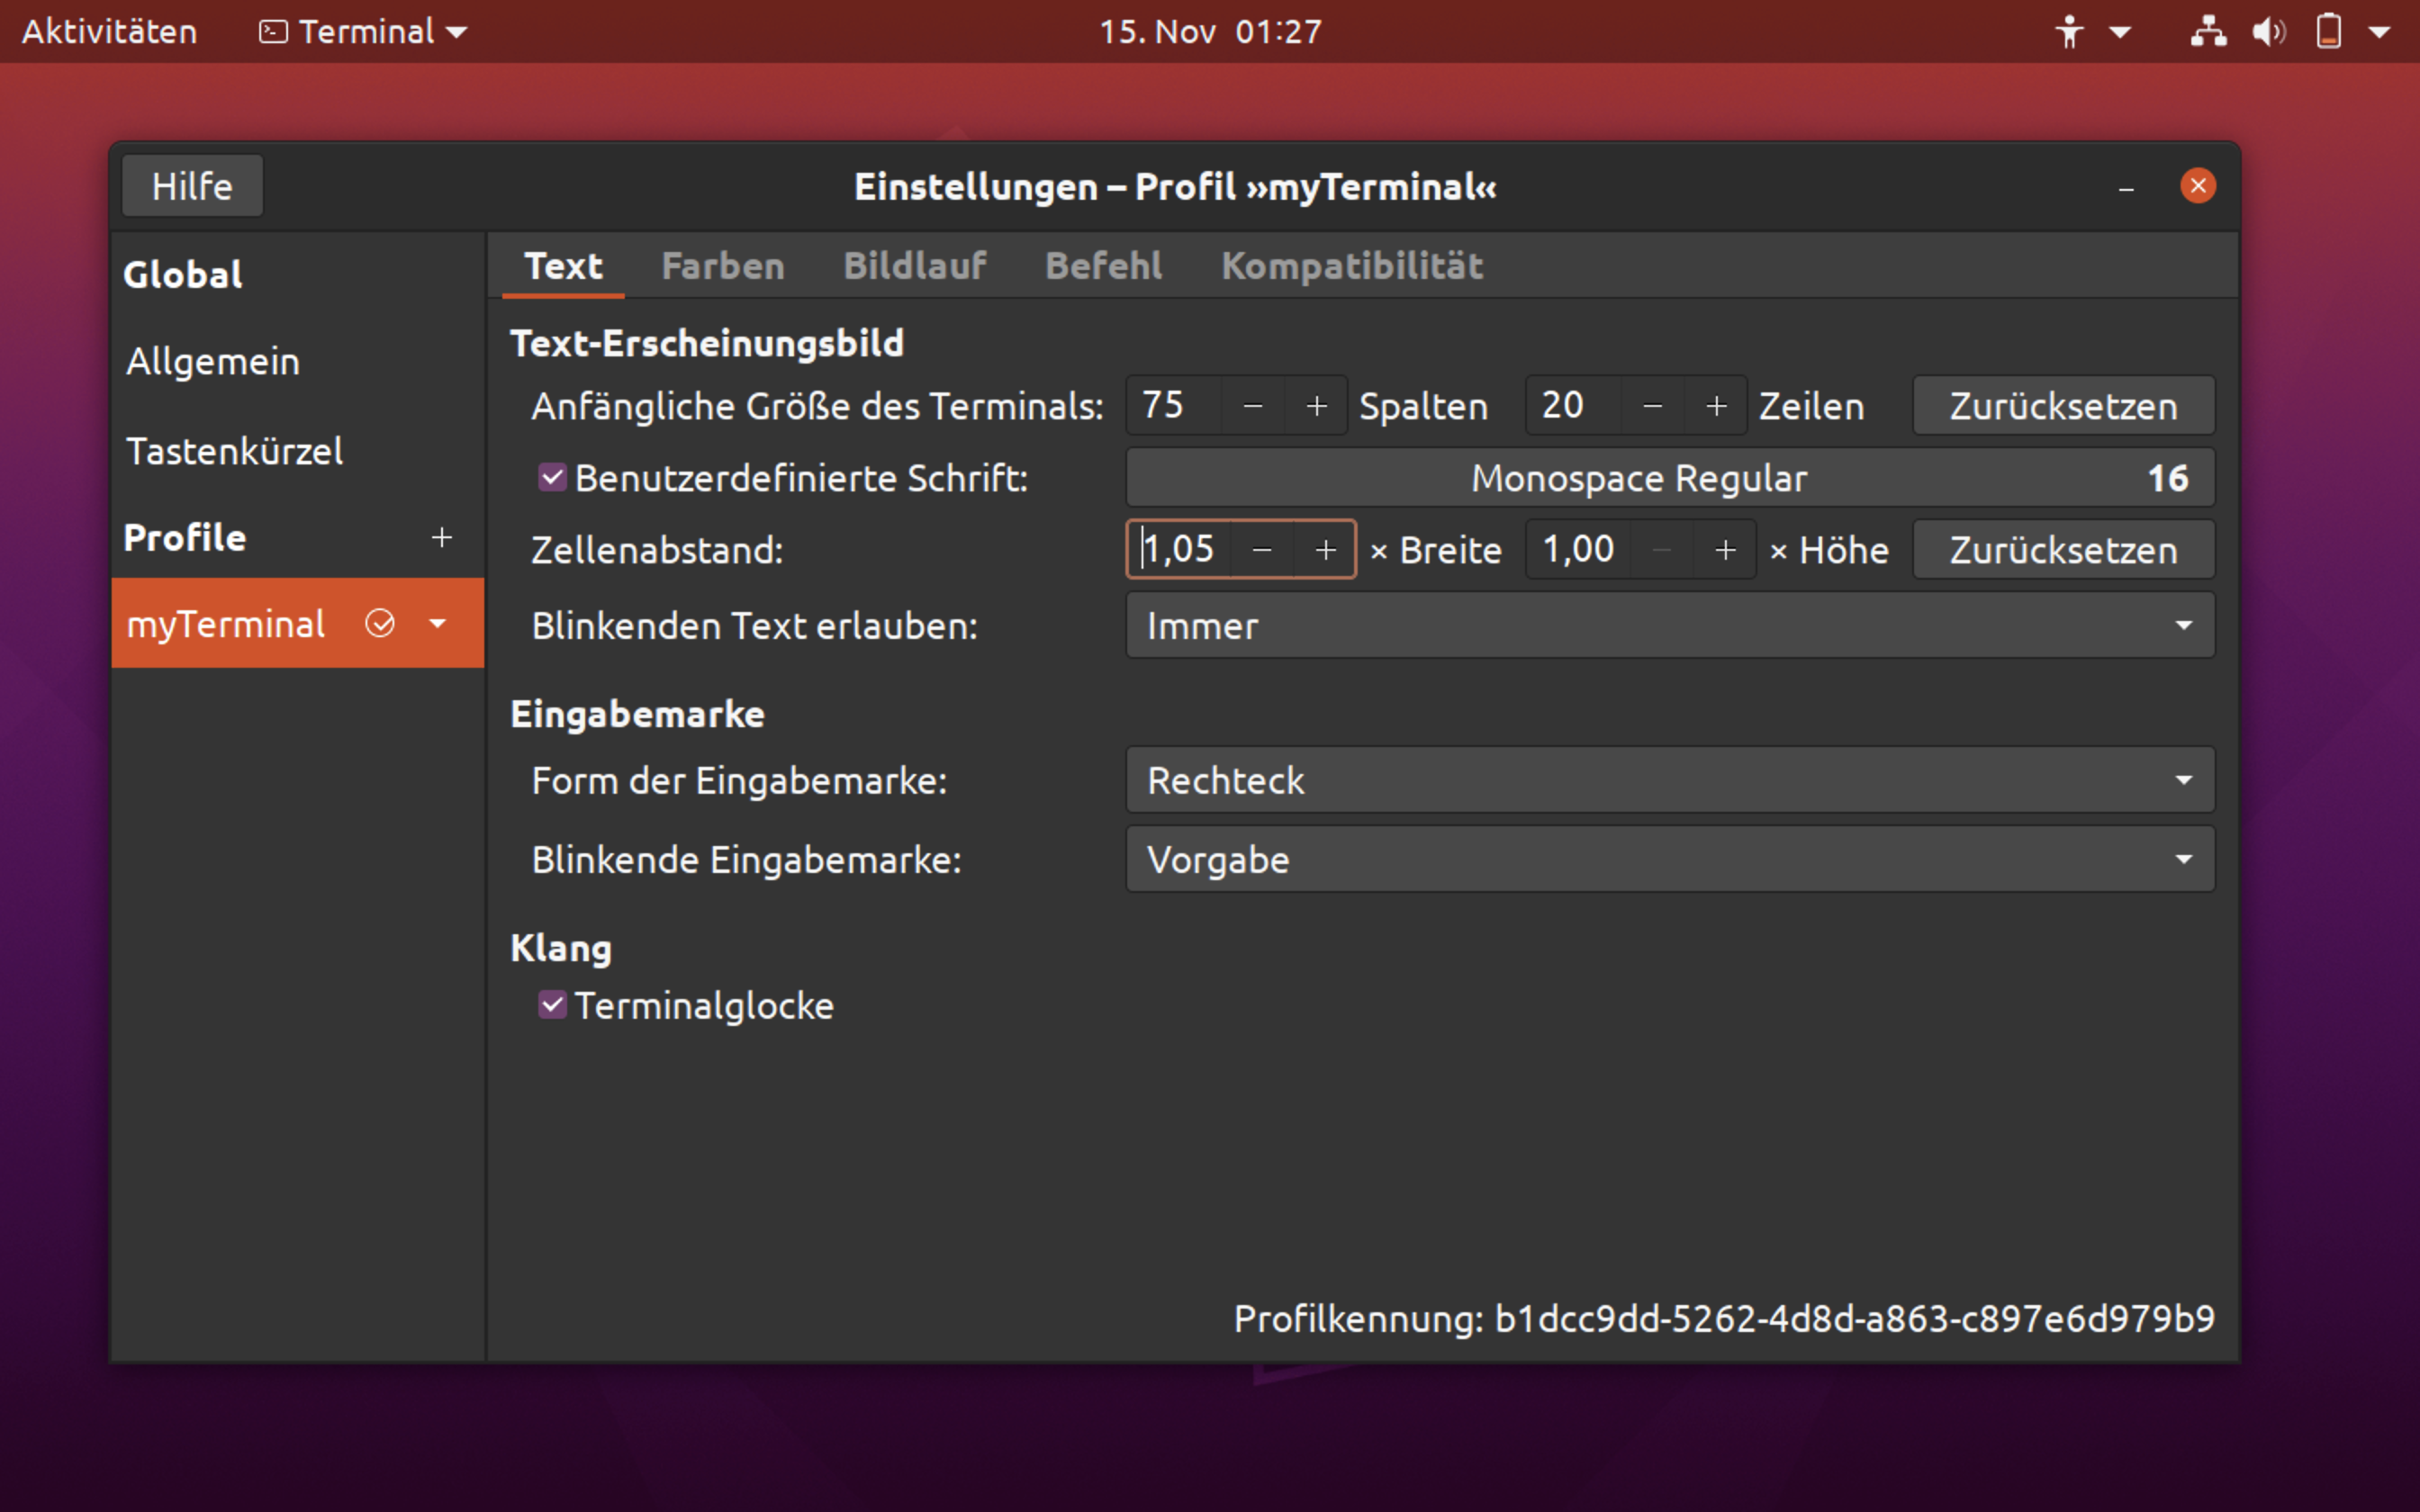 Aktivitäten Terminal 15. Nov 01:27
Hilfe Einstellungen – Profil »myTerminal«
Global
Allgemein
Tastenkürzel
Profile +
myTerminal
Text Farben Bildlauf Befehl Kompatibilität
Text-Erscheinungsbild
Anfängliche Größe des Terminals: 75 − + Spalten 20 − + Zeilen Zurücksetzen
Benutzerdefinierte Schrift: Monospace Regular 16
Zellenabstand: 1,05 − + × Breite 1,00 − + × Höhe Zurücksetzen
Blinkenden Text erlauben: Immer
Eingabemarke
Form der Eingabemarke: Rechteck
Blinkende Eingabemarke: Vorgabe
Klang
Terminalglocke
Profilkennung: b1dcc9dd-5262-4d8d-a863-c897e6d979b9